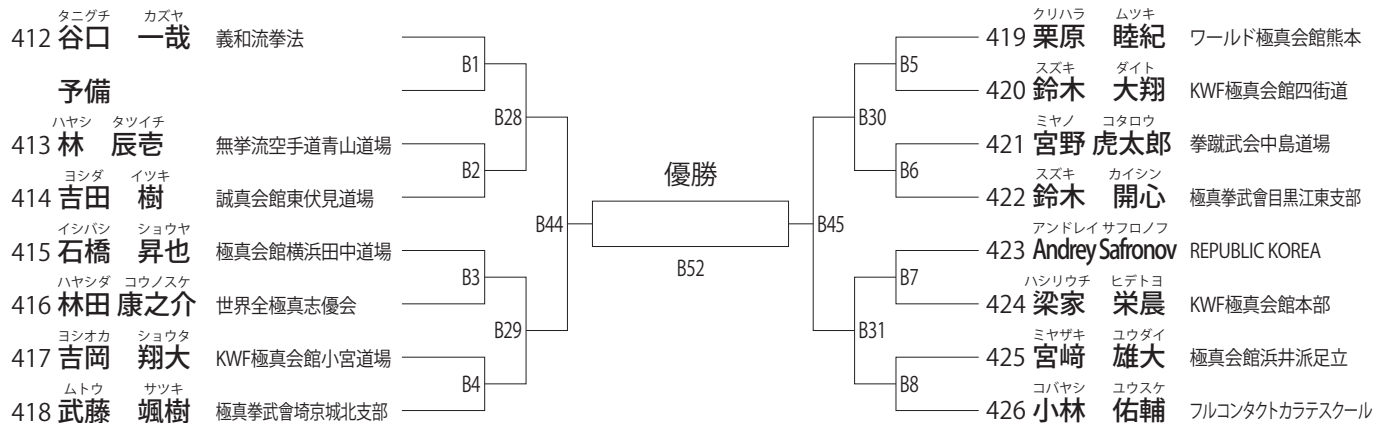 タニグチ カズヤ
412 谷口 一哉 義和流拳法
予備
ハヤシ タツイチ
413 林 辰壱 無挙流空手道青山道場
ヨシダ イツキ
414 吉田 樹 誠真会館東伏見道場
イシバシ ショウヤ
415 石橋 昇也 極真会館横浜田中道場
ハヤシダ コウノスケ
416 林田 康之介 世界全極真志優会
ヨシオカ ショウタ
417 吉岡 翔大 KWF極真会館小宮道場
ムトウ サツキ
418 武藤 颯樹 極真拳武會埼京城北支部
B1
B28
B2
B44
B3
B29
B4
優勝
B52
B5
B30
B6
B45
B7
B31
B8
クリハラ ムツキ
419 栗原 睦紀 ワールド極真会館熊本
スズキ ダイト
420 鈴木 大翔 KWF極真会館四街道
ミヤノ コタロウ
421 宮野 虎太郎 拳蹴武会中島道場
スズキ カイシン
422 鈴木 開心 極真拳武會目黒江東支部
アンドレイ サフロノフ
423 Andrey Safronov REPUBLIC KOREA
ハシリウチ ヒデトヨ
424 梁家 栄晨 KWF極真会館本部
ミヤザキ ユウダイ
425 宮﨑 雄大 極真会館浜井派足立
コバヤシ ユウスケ
426 小林 佑輔 フルコンタクトカラテスクール